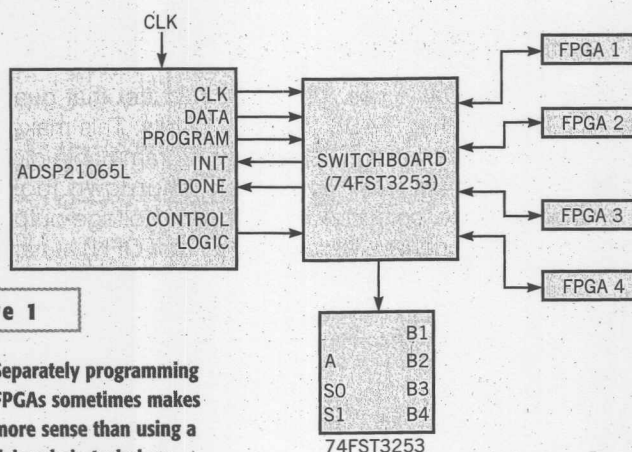 CLK
ADSP21065L
CLK
DATA
PROGRAM
INIT
DONE
CONTROL
LOGIC
SWITCHBOARD
(74FST3253)
FPGA 1
FPGA 2
FPGA 3
FPGA 4
A
S0
S1
B1
B2
B3
B4
74FST3253
e 1
Separately programming
FPGAs sometimes makes
more sense than using a